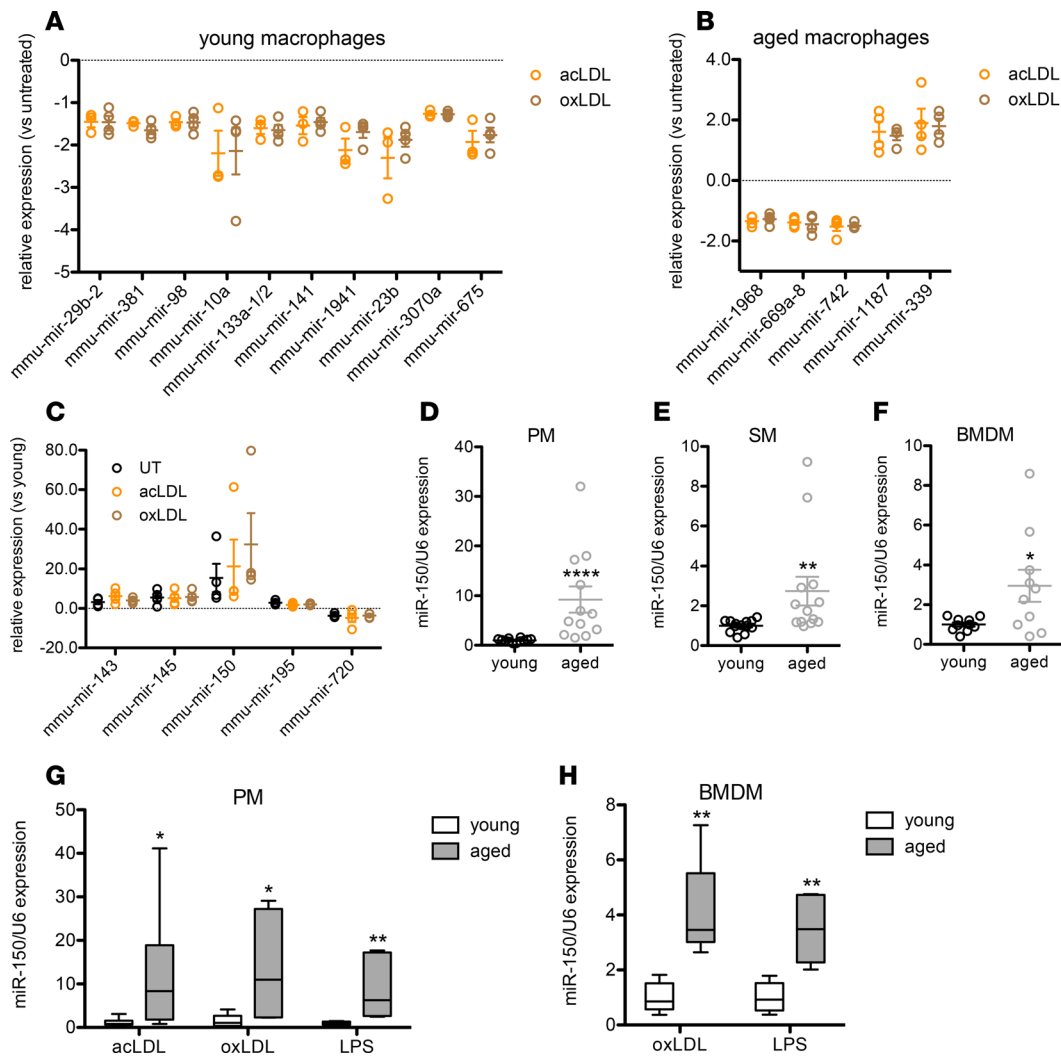 A
young macrophages
relative expression (vs untreated)
0
-1
-2
-3
-4
-5
mmu-mir-29b-2
mmu-mir-381
mmu-mir-98
mmu-mir-10a
mmu-mir-133a-1/2
mmu-mir-141
mmu-mir-1941
mmu-mir-23b
mmu-mir-3070a
mmu-mir-675
acLDL
oxLDL
B
aged macrophages
relative expression (vs untreated)
4.0
2.0
0.0
-2.0
mmu-mir-1968
mmu-mir-669a-8
mmu-mir-742
mmu-mir-1187
mmu-mir-339
acLDL
oxLDL
C
relative expression (vs young)
80.0
60.0
40.0
20.0
0.0
-20.0
UT
acLDL
oxLDL
mmu-mir-143
mmu-mir-145
mmu-mir-150
mmu-mir-195
mmu-mir-720
D
PM
miR-150/U6 expression
40
30
20
10
0
****
young aged
E
SM
miR-150/U6 expression
10
8
6
4
2
0
**
young aged
F
BMDM
miR-150/U6 expression
10
8
6
4
2
0
*
young aged
G
PM
miR-150/U6 expression
50
40
30
20
10
0
*
*
**
acLDL oxLDL LPS
young
aged
H
BMDM
miR-150/U6 expression
8
6
4
2
0
**
**
oxLDL LPS
young
aged